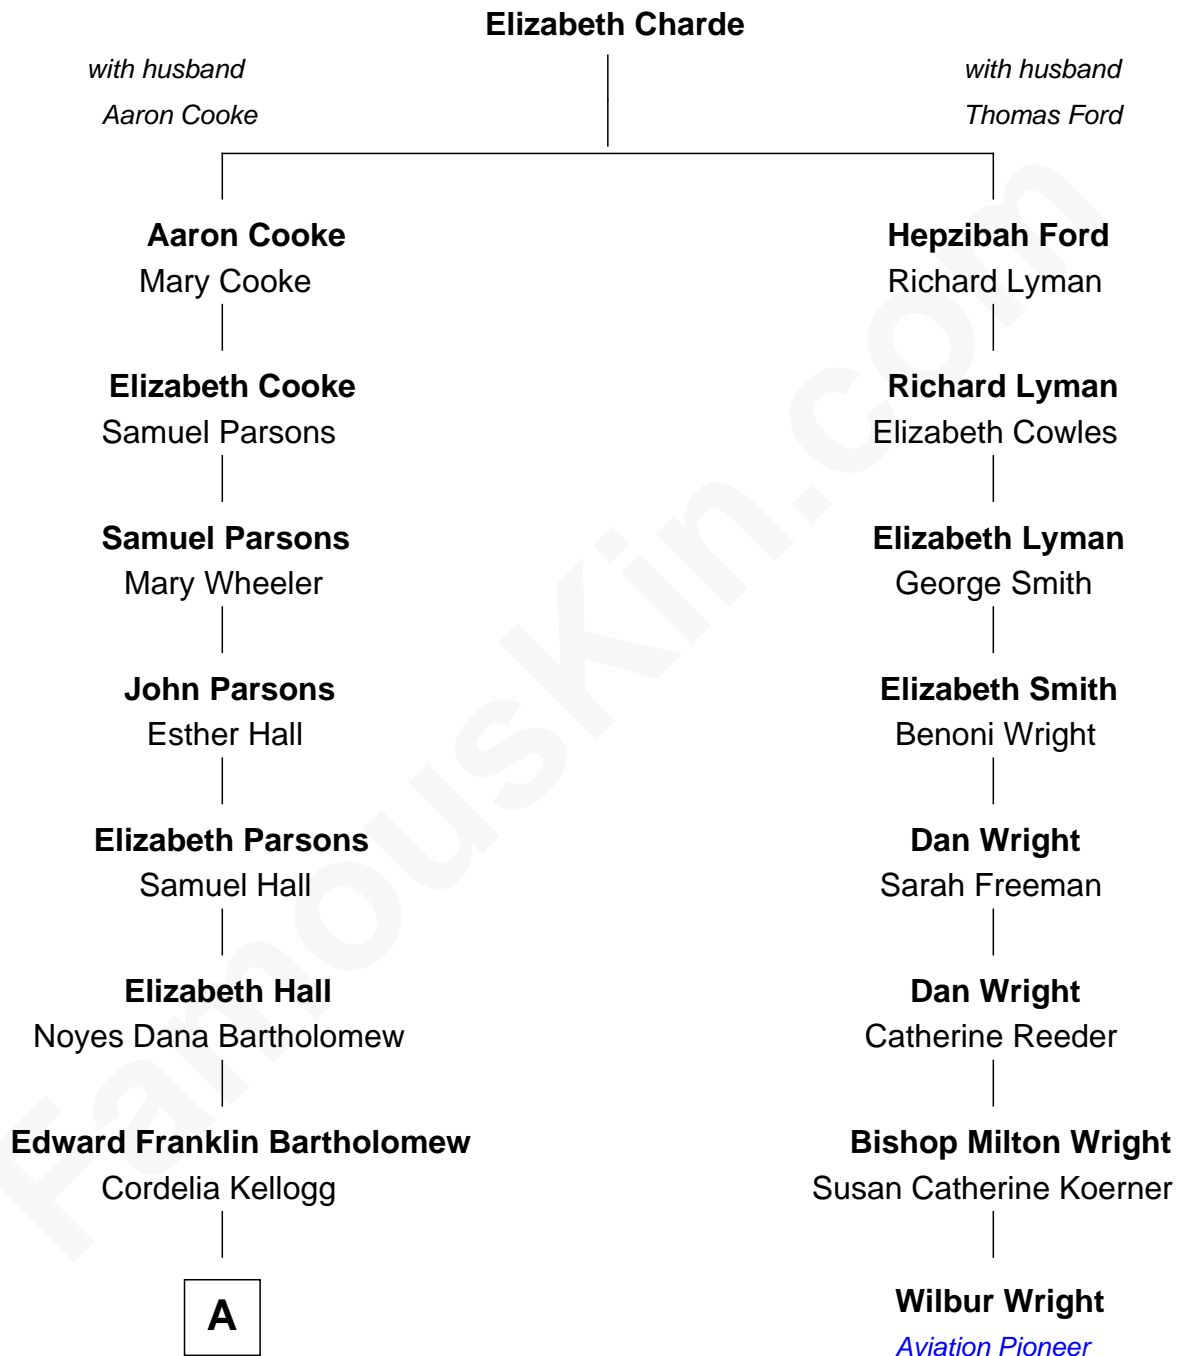 Elizabeth Charde
with husband
Aaron Cooke
with husband
Thomas Ford
Aaron Cooke
Mary Cooke
Hepzibah Ford
Richard Lyman
Elizabeth Cooke
Samuel Parsons
Richard Lyman
Elizabeth Cowles
Samuel Parsons
Mary Wheeler
Elizabeth Lyman
George Smith
John Parsons
Esther Hall
Elizabeth Smith
Benoni Wright
Elizabeth Parsons
Samuel Hall
Dan Wright
Sarah Freeman
Elizabeth Hall
Noyes Dana Bartholomew
Dan Wright
Catherine Reeder
Edward Franklin Bartholomew
Cordelia Kellogg
Bishop Milton Wright
Susan Catherine Koerner
A
Wilbur Wright
Aviation Pioneer
FamousKin.com